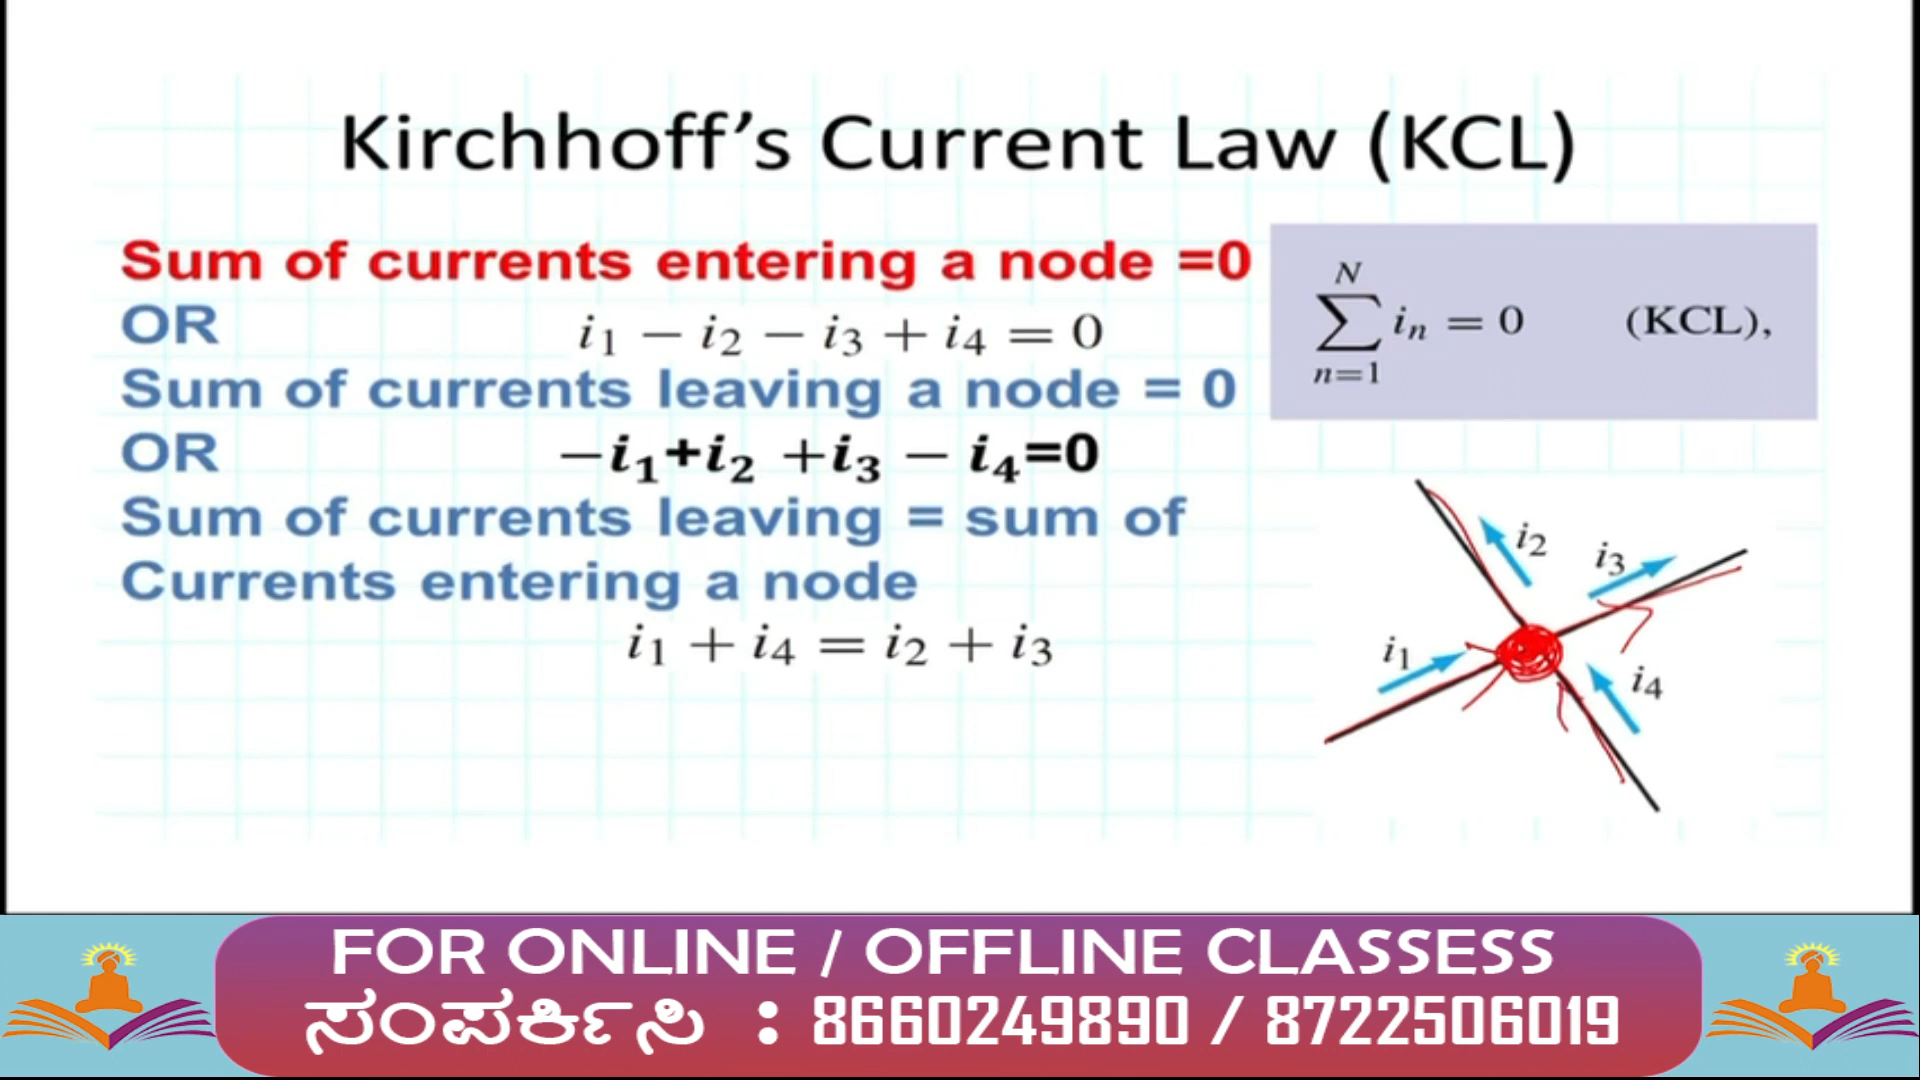 Kirchhoff’s Current Law (KCL)
Sum of currents entering a node =0
OR
i₁ − i₂ − i₃ + i₄ = 0
Sum of currents leaving a node = 0
OR
−i₁+i₂ +i₃ − i₄=0
Sum of currents leaving = sum of
Currents entering a node
i₁ + i₄ = i₂ + i₃
N
∑ iₙ = 0 (KCL),
n=1
i₂
i₃
i₁
i₄
FOR ONLINE / OFFLINE CLASSESS
ಸಂಪರ್ಕಿಸಿ : 8660249890 / 8722506019